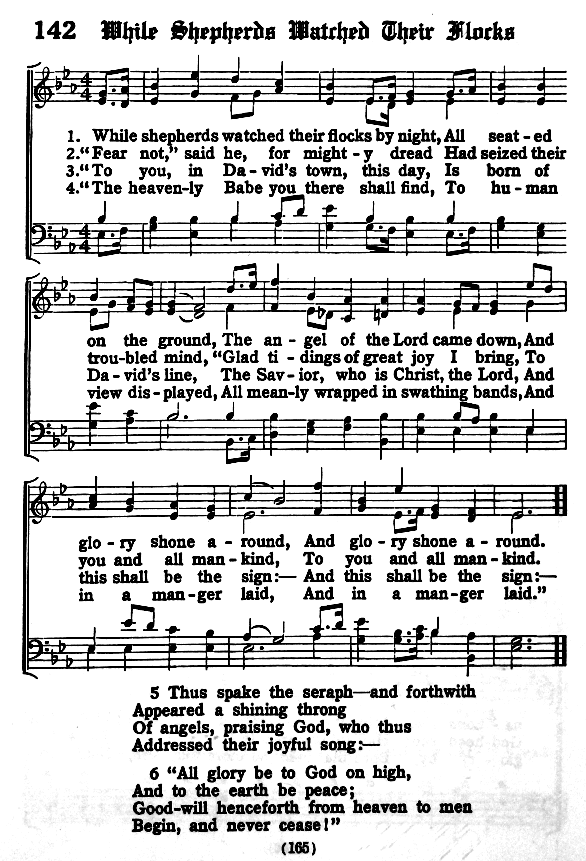 142 While Shepherds Watched Their Flocks
1. While shepherds watched their flocks by night, All seat - ed
2. “Fear not,” said he, for might - y dread Had seized their
3. “To you, in Da - vid's town, this day, Is born of
4. “The heaven-ly Babe you there shall find, To hu - man
on the ground, The an - gel of the Lord came down, And
trou-bled mind, “Glad ti - dings of great joy I bring, To
Da - vid's line, The Sav - ior, who is Christ, the Lord, And
view dis - played, All mean-ly wrapped in swathing bands, And
glo - ry shone a - round, And glo - ry shone a - round.
you and all man - kind, To you and all man - kind.
this shall be the sign:— And this shall be the sign:—
in a man - ger laid, And in a man - ger laid.”
5 Thus spake the seraph—and forthwith
Appeared a shining throng
Of angels, praising God, who thus
Addressed their joyful song:—
6 “All glory be to God on high,
And to the earth be peace;
Good-will henceforth from heaven to men
Begin, and never cease!”
(165)